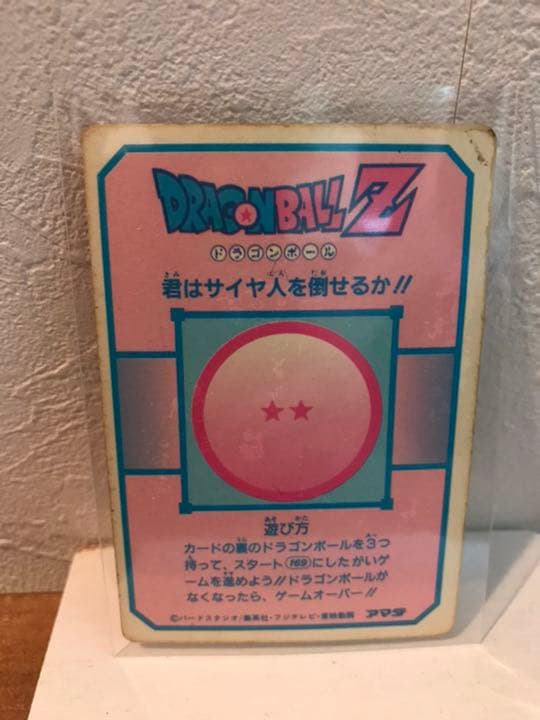 DRAGONBALL Z
ドラゴンボール
君はサイヤ人を倒せるか!!
遊び方
カードの裏のドラゴンボールを3つ
持って、スタート169にしたがいゲ
ームを進めよう!!ドラゴンボールが
なくなったら、ゲームオーバー!!
©バードスタジオ/集英社・フジテレビ・東映動画 アマダ